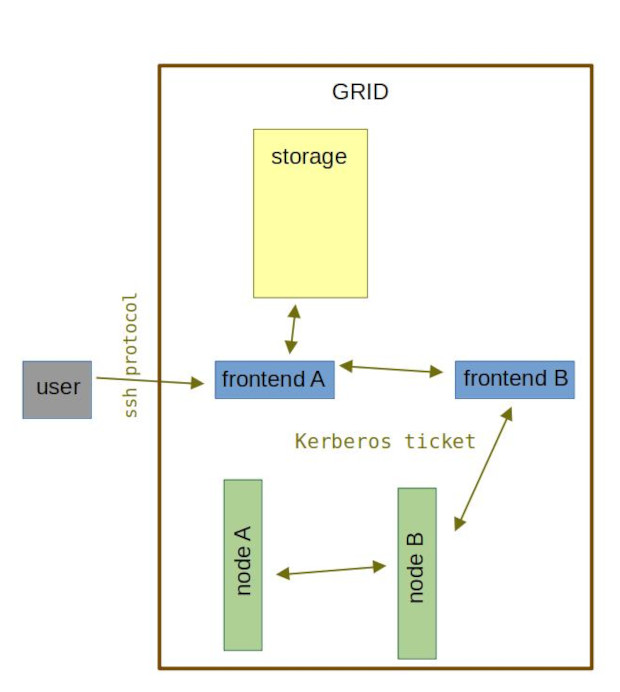 GRID
storage
ssh protocol
user
frontend A
frontend B
Kerberos ticket
node A
node B